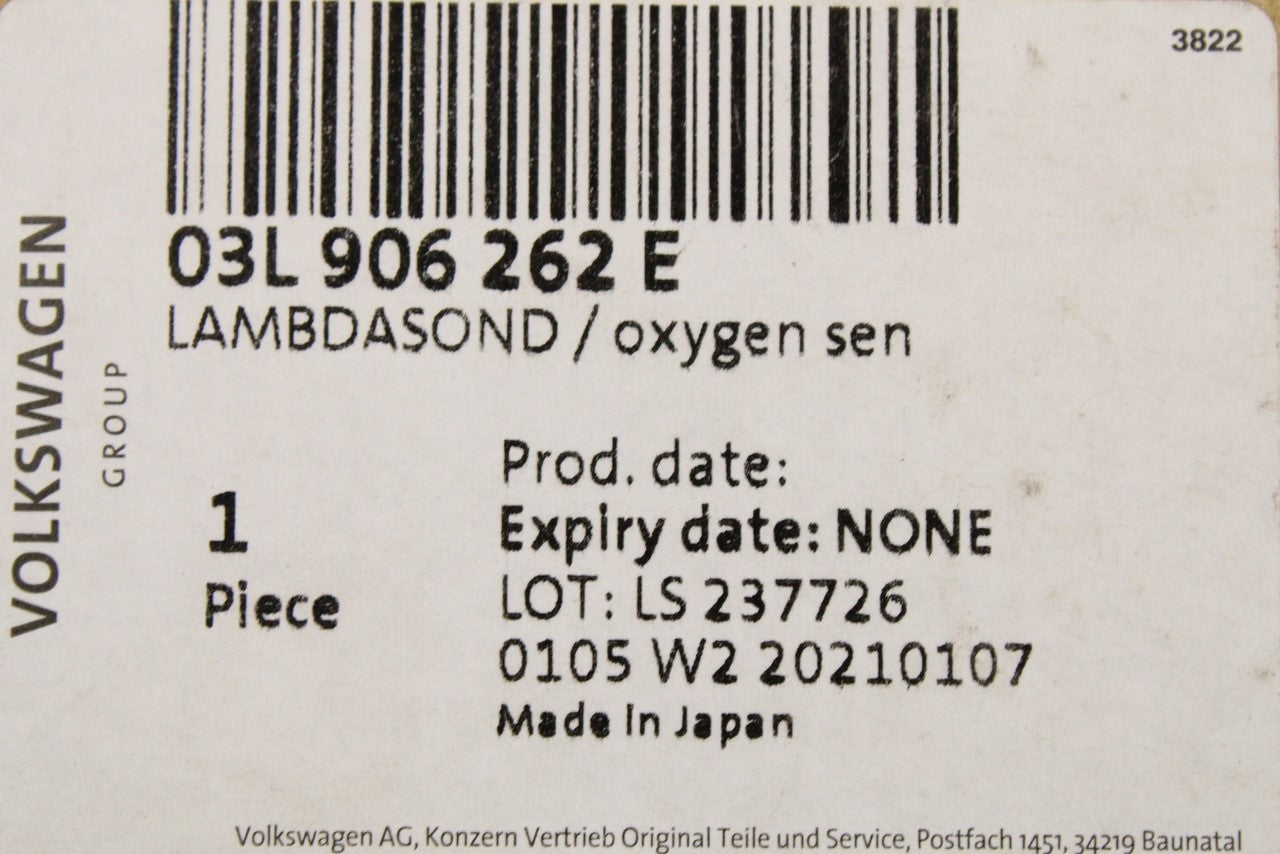 3822
03L 906 262 E
LAMBDASOND / oxygen sen
VOLKSWAGEN
GROUP
1
Piece
Prod. date:
Expiry date: NONE
LOT: LS 237726
0105 W2 20210107
Made in Japan
Volkswagen AG, Konzern Vertrieb Original Teile und Service, Postfach 1451, 34219 Baunatal